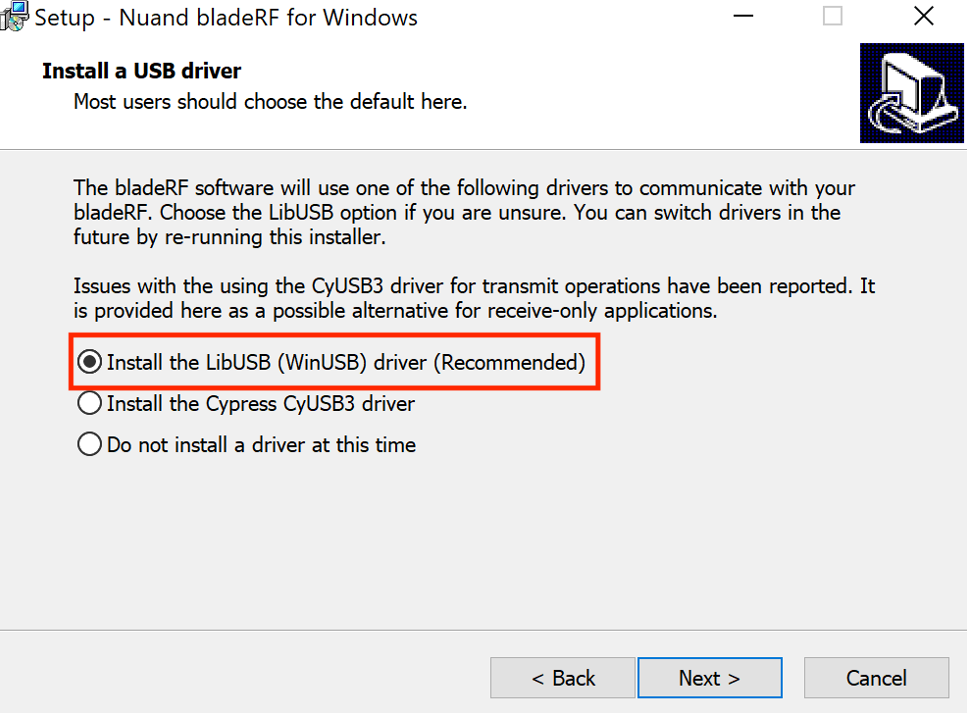 Setup - Nuand bladeRF for Windows
Install a USB driver
Most users should choose the default here.
The bladeRF software will use one of the following drivers to communicate with your
bladeRF. Choose the LibUSB option if you are unsure. You can switch drivers in the
future by re-running this installer.
Issues with the using the CyUSB3 driver for transmit operations have been reported. It
is provided here as a possible alternative for receive-only applications.
Install the LibUSB (WinUSB) driver (Recommended)
Install the Cypress CyUSB3 driver
Do not install a driver at this time
< Back
Next >
Cancel